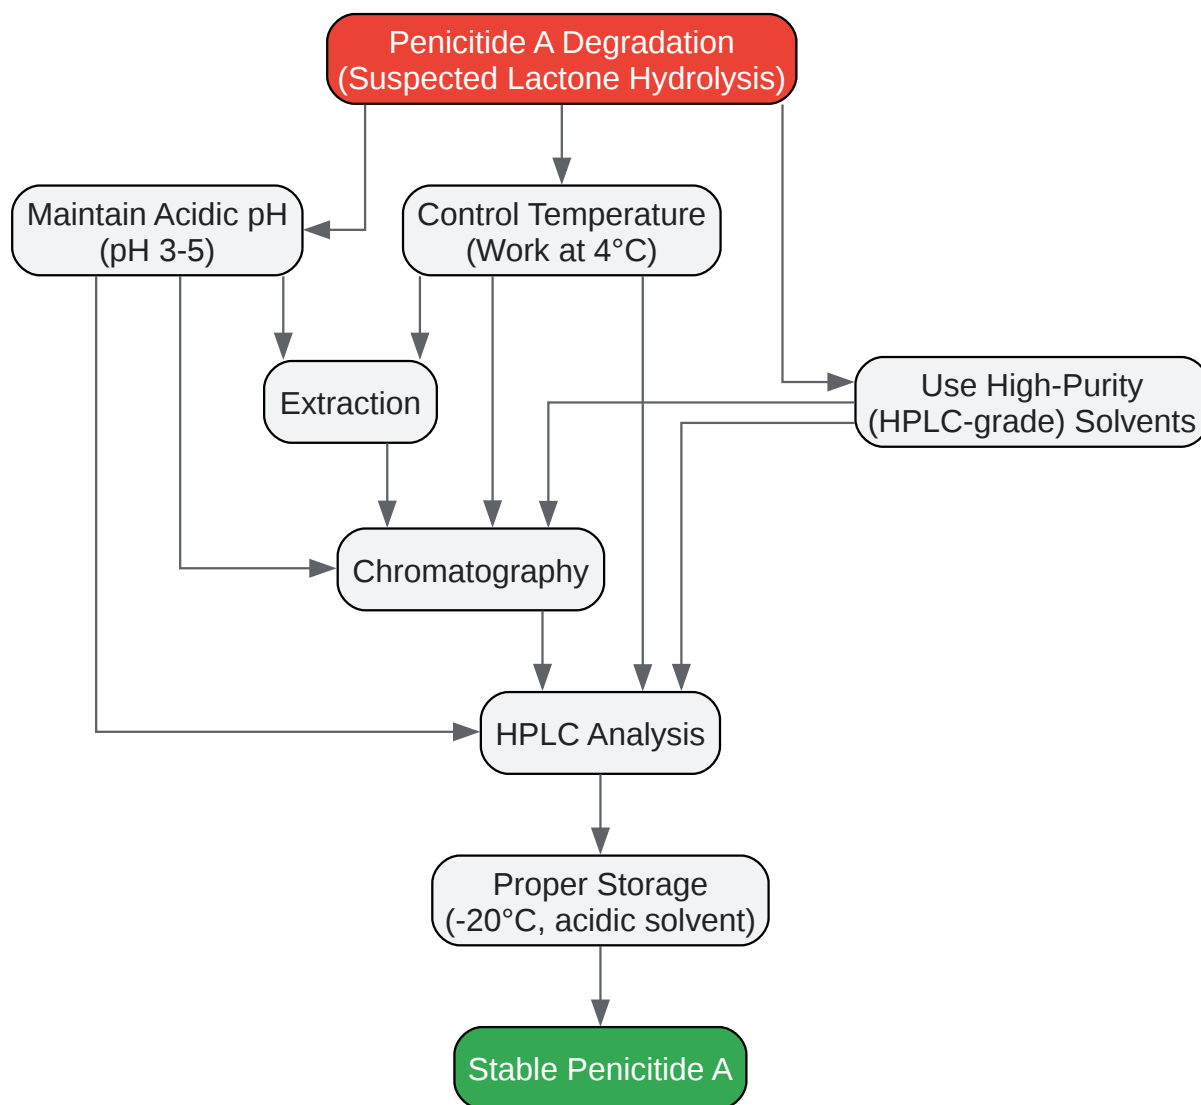 Penicitide A Degradation
(Suspected Lactone Hydrolysis)
Maintain Acidic pH
(pH 3-5)
Control Temperature
(Work at 4°C)
Use High-Purity
(HPLC-grade) Solvents
Extraction
Chromatography
HPLC Analysis
Proper Storage
(-20°C, acidic solvent)
Stable Penicitide A